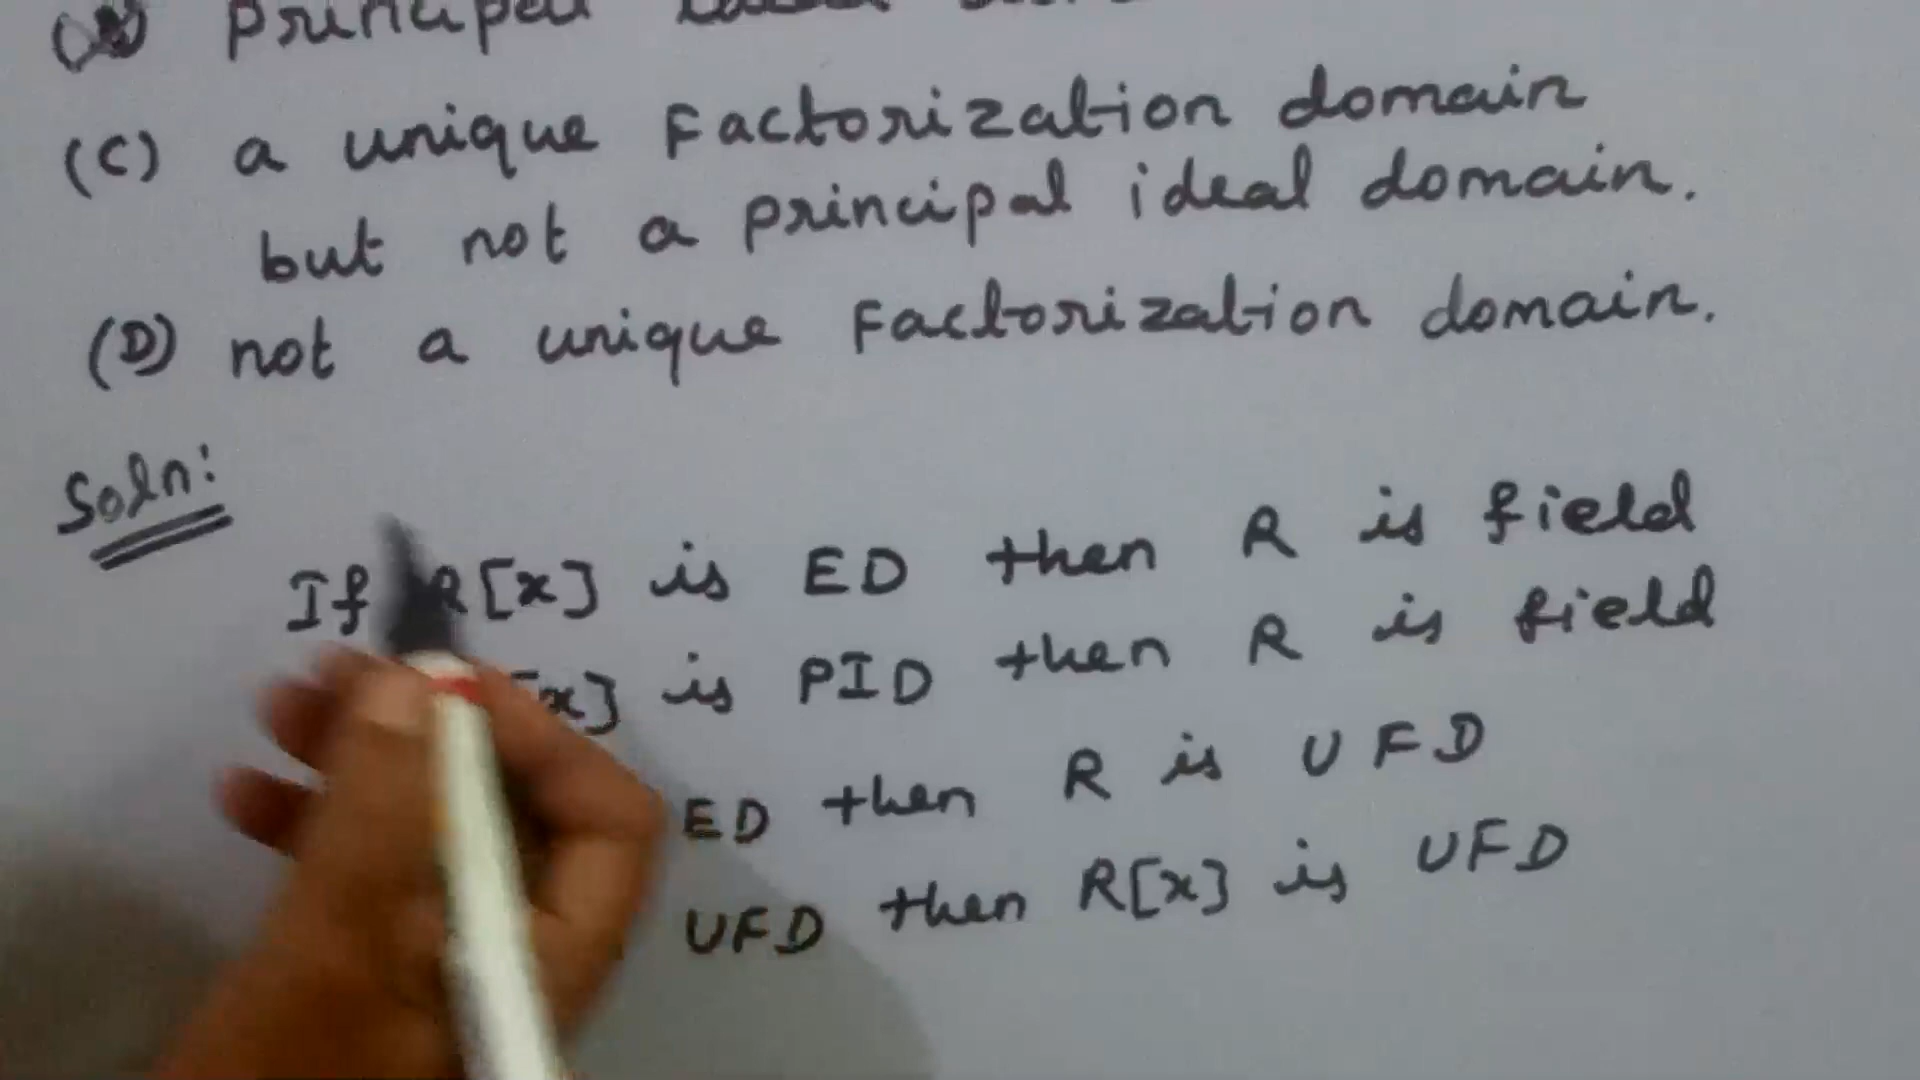 principal
(C) a unique Factorization domain
but not a principal ideal domain.
(D) not a unique Factorization domain.
Soln:
If R[x] is ED then R is field
[x] is PID then R is field
ED then R is UFD
UFD then R[x] is UFD